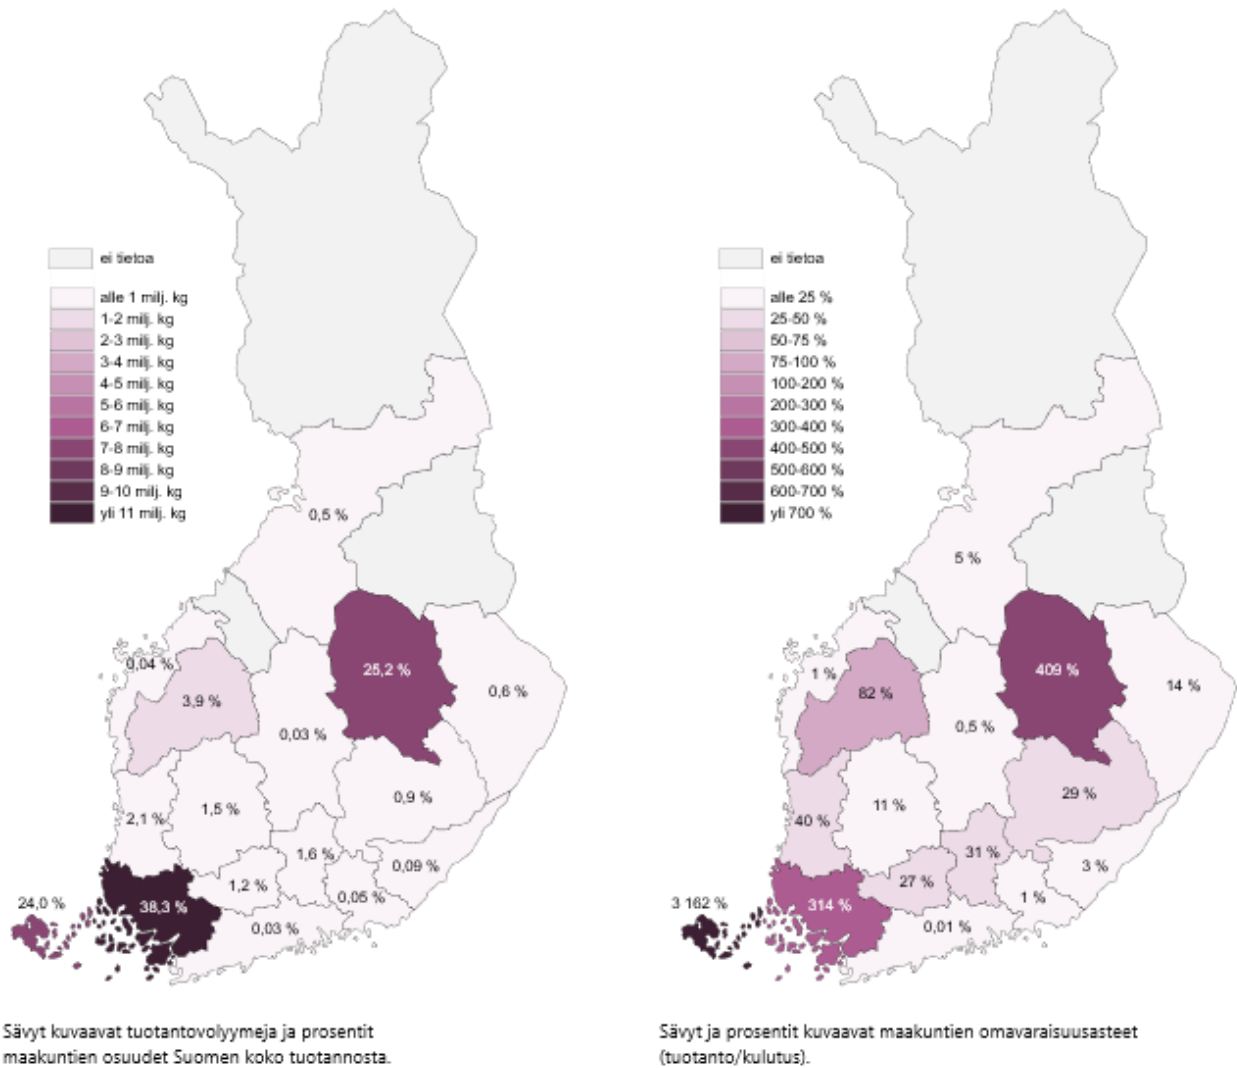 ei tietoa
alle 1 milj. kg
1-2 milj. kg
2-3 milj. kg
3-4 milj. kg
4-5 milj. kg
5-6 milj. kg
6-7 milj. kg
7-8 milj. kg
8-9 milj. kg
9-10 milj. kg
yli 11 milj. kg
0,5 %
0,04 %
25,2 %
3,9 %
0,6 %
0,03 %
0,9 %
1,5 %
2,1 %
1,6 %
0,09 %
1,2 %
0,05 %
24,0 %
38,3 %
0,03 %
Sävyt kuvaavat tuotantovolyymeja ja prosentit
maakuntien osuudet Suomen koko tuotannosta.
ei tietoa
alle 25 %
25-50 %
50-75 %
75-100 %
100-200 %
200-300 %
300-400 %
400-500 %
500-600 %
600-700 %
yli 700 %
5 %
1 %
409 %
82 %
14 %
0,5 %
29 %
11 %
40 %
31 %
3 %
27 %
1 %
3 162 %
314 %
0,01 %
Sävyt ja prosentit kuvaavat maakuntien omavaraisuusasteet
(tuotanto/kulutus).